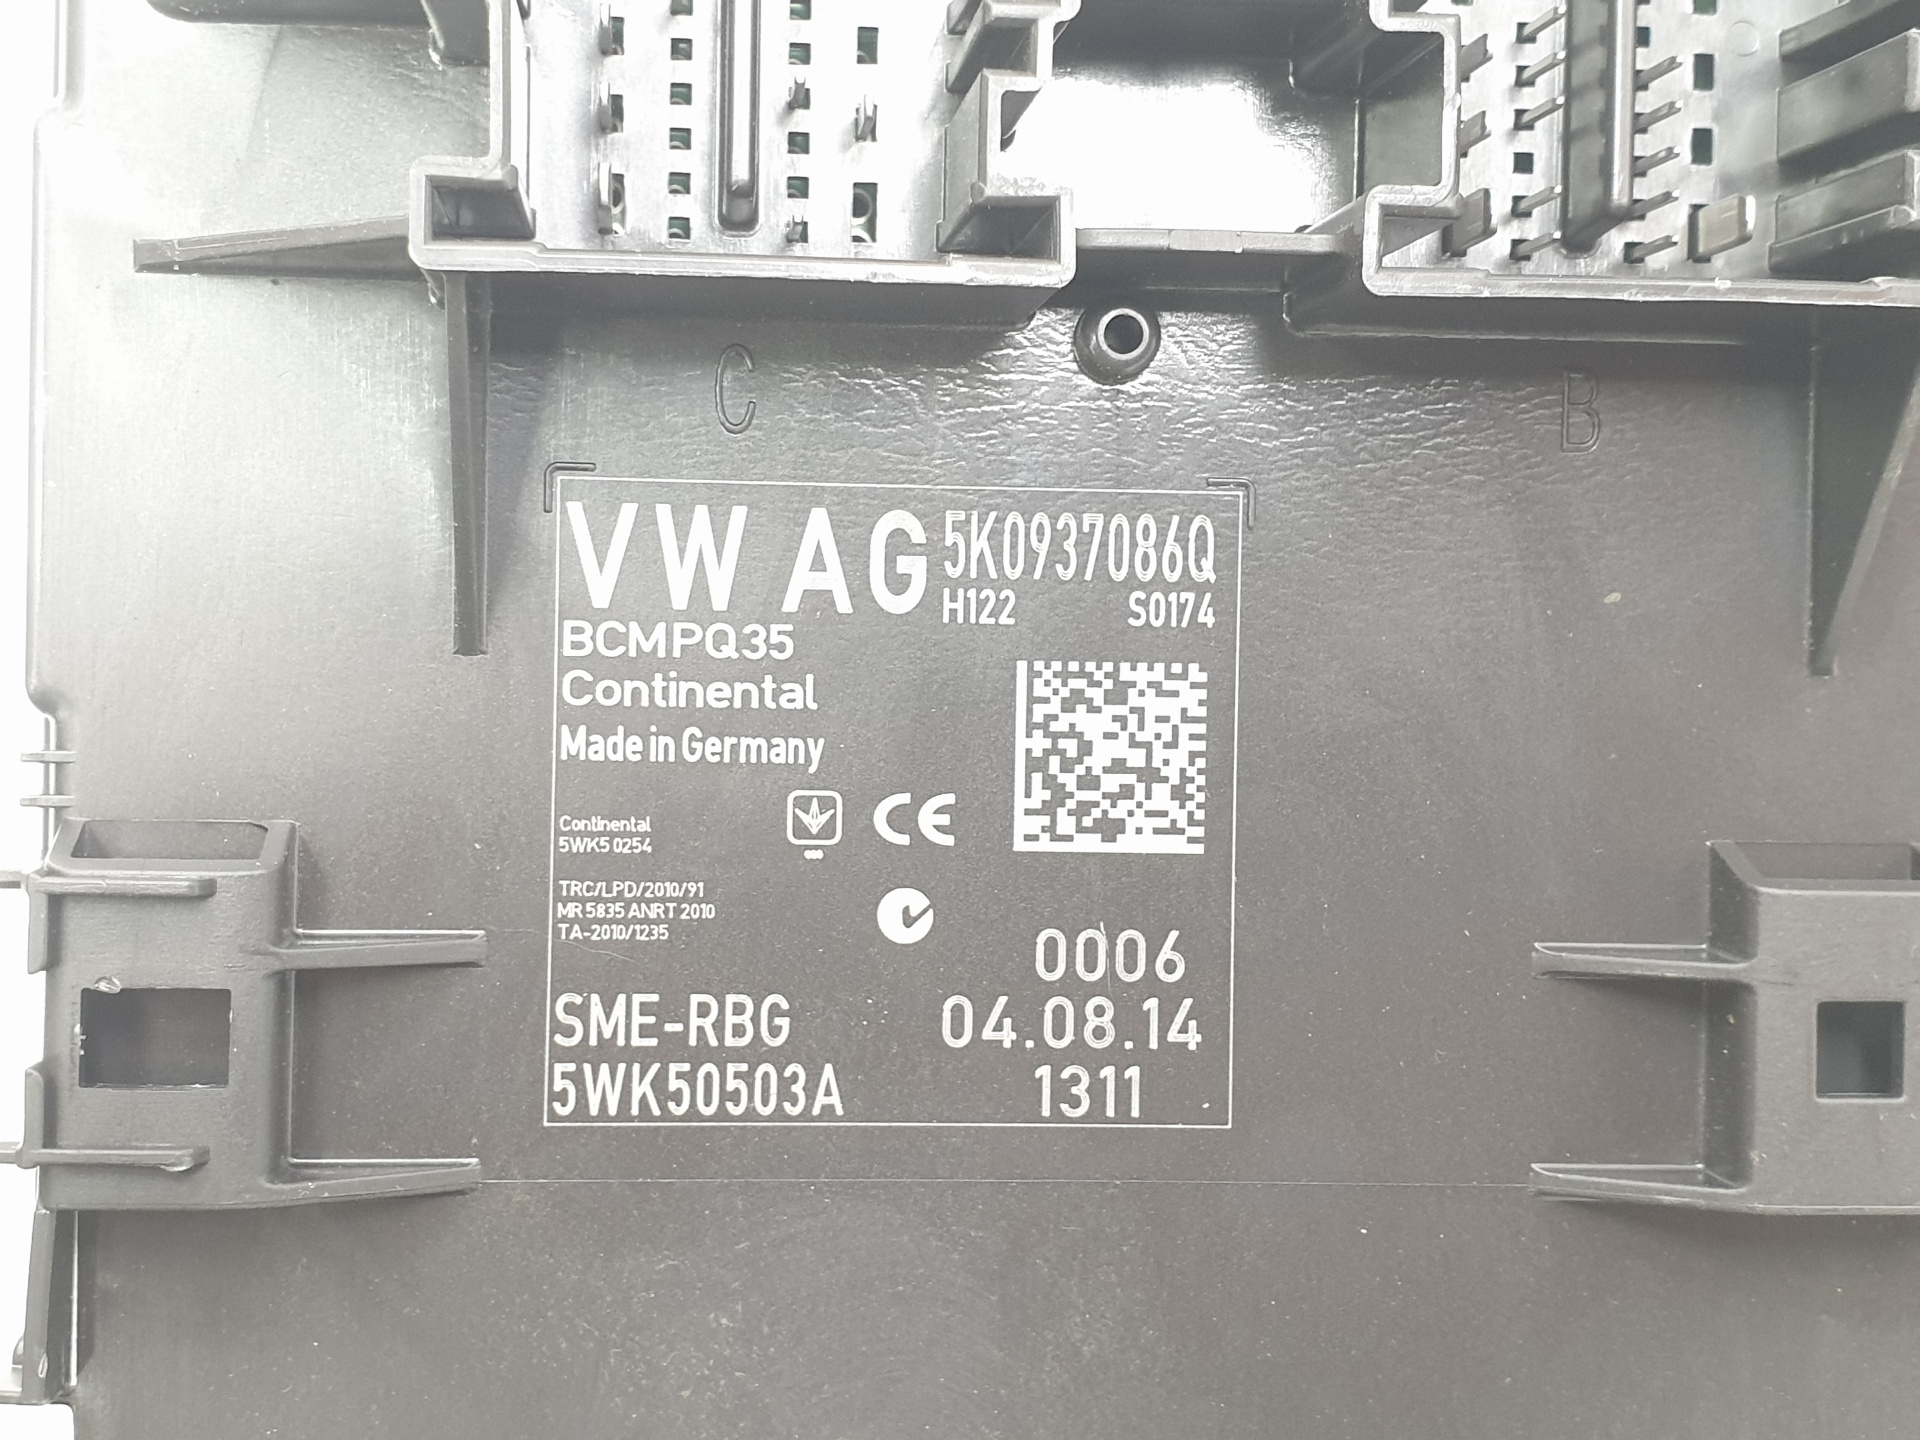 C
B
VW AG 5K0937086Q
H122 S0174
BCMPQ35
Continental
Made in Germany
Continental
5WK5 0254
CE
TRC/LPD/2010/91
MR 5835 ANRT 2010
TA-2010/1235
0006
SME-RBG 04.08.14
5WK50503A 1311